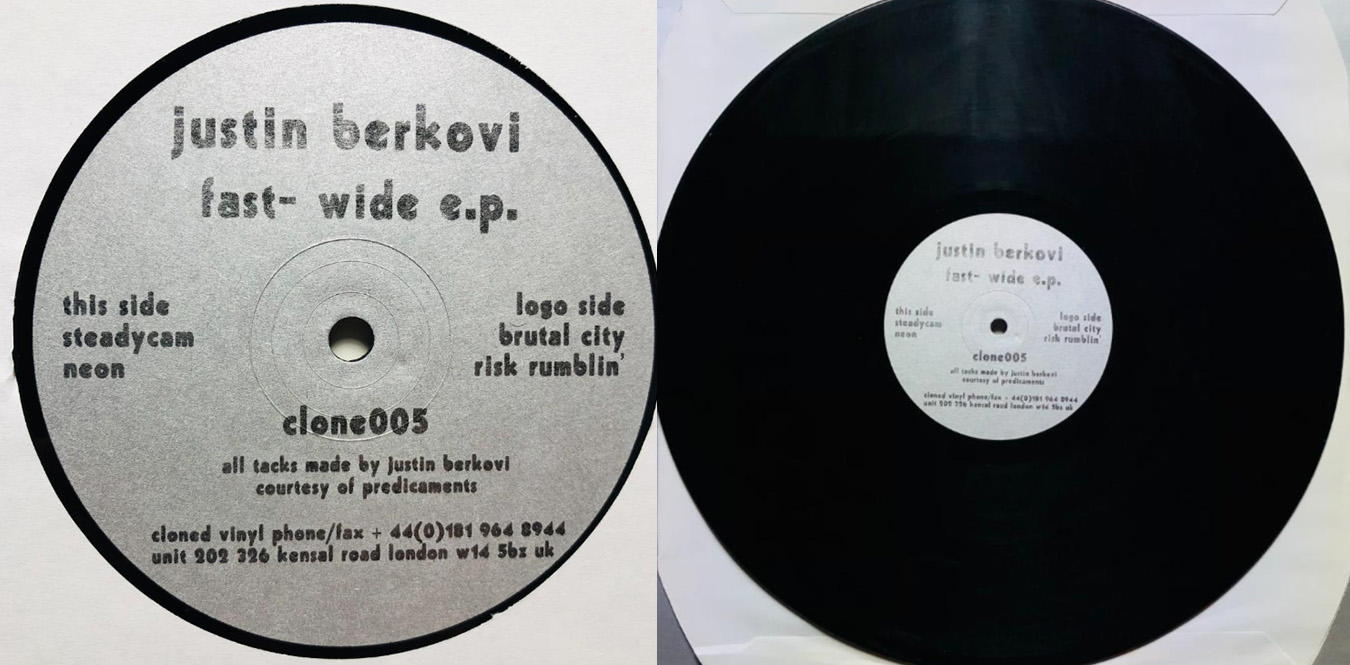 justin berkovi
fast- wide e.p.
this side
steadycam
neon
logo side
brutal city
risk rumblin'
clone005
all tacks made by justin berkovi
courtesy of predicaments
cloned vinyl phone/fax + 44(0)181 964 8944
unit 202 326 kensal road london w14 5bz uk
justin berkovi
fast- wide e.p.
this side
steadycam
neon
logo side
brutal city
risk rumblin'
clone005
all tacks made by justin berkovi
courtesy of predicaments
cloned vinyl phone/fax + 44(0)181 964 8944
unit 202 326 kensal road london w14 5bz uk